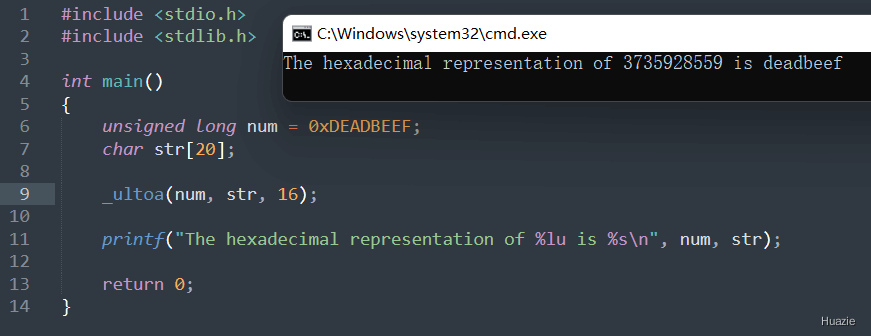 1 #include <stdio.h>
2 #include <stdlib.h>
3
4 int main()
5 {
6     unsigned long num = 0xDEADBEEF;
7     char str[20];
8
9     _ultoa(num, str, 16);
10
11     printf("The hexadecimal representation of %lu is %s\n", num, str);
12
13     return 0;
14 }
C:\Windows\system32\cmd.exe
The hexadecimal representation of 3735928559 is deadbeef
Huazie